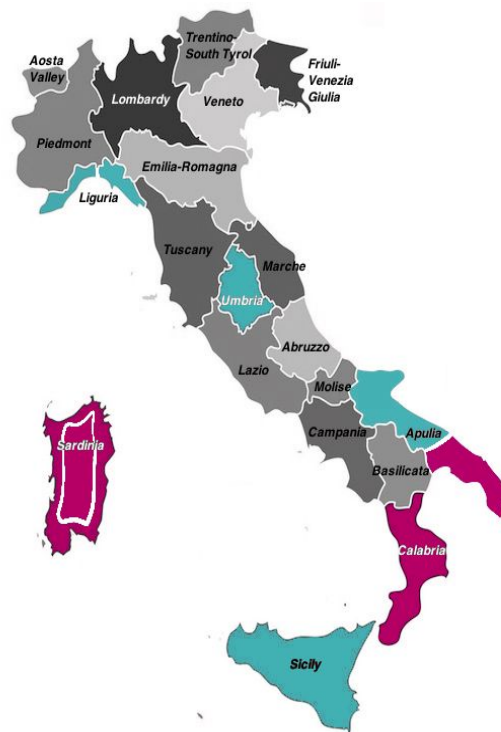 Trentino-
South Tyrol
Aosta
Valley
Friuli-
Venezia
Giulia
Lombardy
Veneto
Piedmont
Emilia-Romagna
Liguria
Tuscany
Marche
Umbria
Abruzzo
Lazio
Molise
Campania
Apulia
Sardinia
Basilicata
Calabria
Sicily